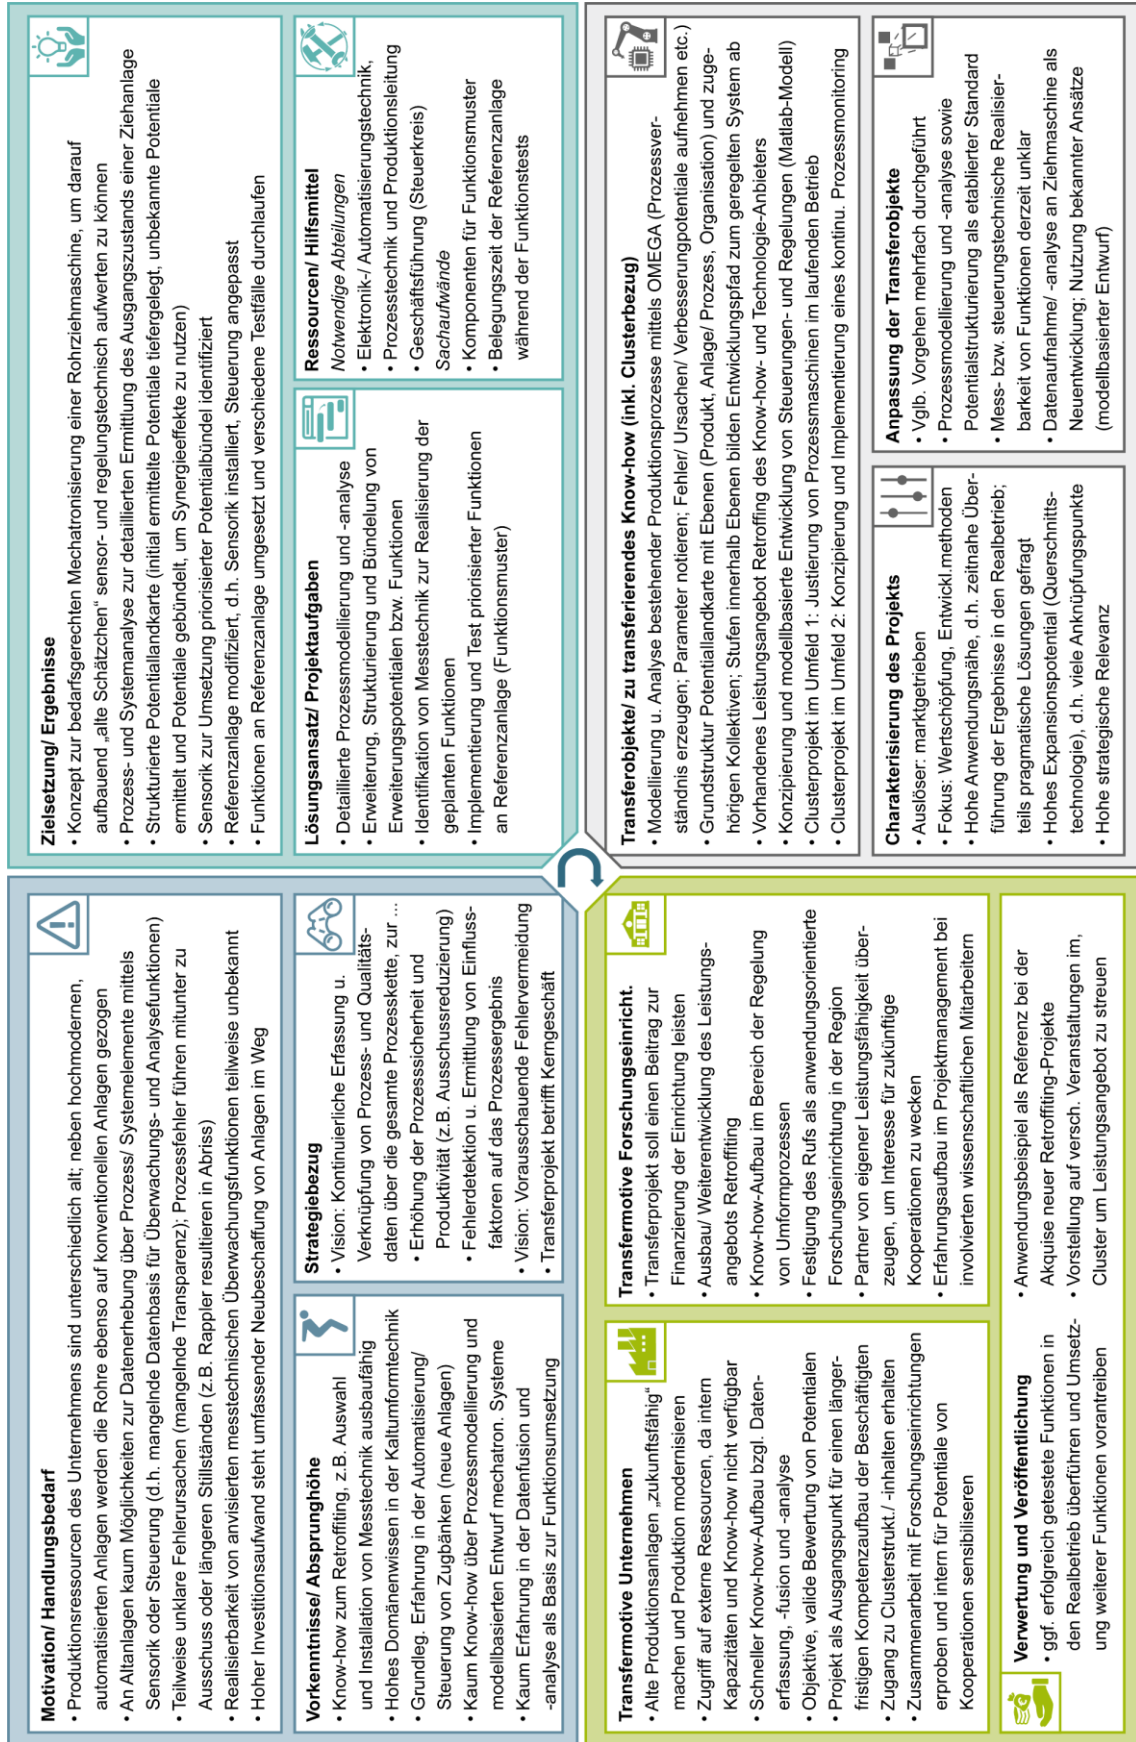 Motivation/ Handlungsbedarf
• Produktionsressourcen des Unternehmens sind unterschiedlich alt; neben hochmodernen,
automatisierten Anlagen werden die Rohre ebenso auf konventionellen Anlagen gezogen
• An Altanlagen kaum Möglichkeiten zur Datenerhebung über Prozess/ Systemelemente mittels
Sensorik oder Steuerung (d.h. mangelnde Datenbasis für Überwachungs- und Analysefunktionen)
• Teilweise unklare Fehlerursachen (mangelnde Transparenz); Prozessfehler führen mitunter zu
Ausschuss oder längeren Stillständen (z.B. Rappler resultieren in Abriss)
• Realisierbarkeit von anvisierten messtechnischen Überwachungsfunktionen teilweise unbekannt
• Hoher Investitionsaufwand steht umfassender Neubeschaffung von Anlagen im Weg
Vorkenntnisse/ Absprunghöhe
• Know-how zum Retroffiting, z.B. Auswahl
und Installation von Messtechnik ausbaufähig
• Hohes Domänenwissen in der Kaltumformtechnik
• Grundleg. Erfahrung in der Automatisierung/
Steuerung von Zugbänken (neue Anlagen)
• Kaum Know-how über Prozessmodellierung und
modellbasierten Entwurf mechatron. Systeme
• Kaum Erfahrung in der Datenfusion und
-analyse als Basis zur Funktionsumsetzung
Strategiebezug
• Vision: Kontinuierliche Erfassung u.
Verknüpfung von Prozess- und Qualitäts-
daten über die gesamte Prozesskette, zur ...
• Erhöhung der Prozesssicherheit und
Produktivität (z.B. Ausschussreduzierung)
• Fehlerdetektion u. Ermittlung von Einfluss-
faktoren auf das Prozessergebnis
• Vision: Vorausschauende Fehlervermeidung
• Transferprojekt betrifft Kerngeschäft
Zielsetzung/ Ergebnisse
• Konzept zur bedarfsgerechten Mechatronisierung einer Rohrziehmaschine, um darauf
aufbauend „alte Schätzchen“ sensor- und regelungstechnisch aufwerten zu können
• Prozess- und Systemanalyse zur detaillierten Ermittlung des Ausgangszustands einer Ziehanlage
• Strukturierte Potentiallandkarte (initial ermittelte Potentiale tiefergelegt, unbekannte Potentiale
ermittelt und Potentiale gebündelt, um Synergieeffekte zu nutzen)
• Sensorik zur Umsetzung priorisierter Potentialbündel identifiziert
• Referenzanlage modifiziert, d.h. Sensorik installiert, Steuerung angepasst
• Funktionen an Referenzanlage umgesetzt und verschiedene Testfälle durchlaufen
Lösungsansatz/ Projektaufgaben
• Detaillierte Prozessmodellierung und -analyse
• Erweiterung, Strukturierung und Bündelung von
Erweiterungspotentialen bzw. Funktionen
• Identifikation von Messtechnik zur Realisierung der
geplanten Funktionen
• Implementierung und Test priorisierter Funktionen
an Referenzanlage (Funktionsmuster)
Ressourcen/ Hilfsmittel
Notwendige Abteilungen
• Elektronik-/ Automatisierungstechnik,
• Prozesstechnik und Produktionsleitung
• Geschäftsführung (Steuerkreis)
Sachaufwände
• Komponenten für Funktionsmuster
• Belegungszeit der Referenzanlage
während der Funktionstests
Transfermotive Unternehmen
• Alte Produktionsanlagen „zukunftsfähig“
machen und Produktion modernisieren
• Zugriff auf externe Ressourcen, da intern
Kapazitäten und Know-how nicht verfügbar
• Schneller Know-how-Aufbau bzgl. Daten-
erfassung, -fusion und -analyse
• Objektive, valide Bewertung von Potentialen
• Projekt als Ausgangspunkt für einen länger-
fristigen Kompetenzaufbau der Beschäftigten
• Zugang zu Clusterstrukt./ -inhalten erhalten
• Zusammenarbeit mit Forschungseinrichtungen
erproben und intern für Potentiale von
Kooperationen sensibilisieren
Transfermotive Forschungseinricht.
• Transferprojekt soll einen Beitrag zur
Finanzierung der Einrichtung leisten
• Ausbau/ Weiterentwicklung des Leistungs-
angebots Retroffiting
• Know-how-Aufbau im Bereich der Regelung
von Umformprozessen
• Festigung des Rufs als anwendungsorientierte
Forschungseinrichtung in der Region
• Partner von eigener Leistungsfähigkeit über-
zeugen, um Interesse für zukünftige
Kooperationen zu wecken
• Erfahrungsaufbau im Projektmanagement bei
involvierten wissenschaftlichen Mitarbeitern
Verwertung und Veröffentlichung
• ggf. erfolgreich getestete Funktionen in
den Realbetrieb überführen und Umsetz-
ung weiterer Funktionen vorantreiben
• Anwendungsbeispiel als Referenz bei der
Akquise neuer Retroffiting-Projekte
• Vorstellung auf versch. Veranstaltungen im,
Cluster um Leistungsangebot zu streuen
Transferobjekte/ zu transferierendes Know-how (inkl. Clusterbezug)
• Modellierung u. Analyse bestehender Produktionsprozesse mittels OMEGA (Prozessver-
ständnis erzeugen; Parameter notieren; Fehler/ Ursachen/ Verbesserungpotentiale aufnehmen etc.)
• Grundstruktur Potentiallandkarte mit Ebenen (Produkt, Anlage/ Prozess, Organisation) und zuge-
hörigen Kollektiven; Stufen innerhalb Ebenen bilden Entwicklungspfad zum geregelten System ab
• Vorhandenes Leistungsangebot Retroffing des Know-how- und Technologie-Anbieters
• Konzipierung und modellbasierte Entwicklung von Steuerungen- und Regelungen (Matlab-Modell)
• Clusterprojekt im Umfeld 1: Justierung von Prozessmaschinen im laufenden Betrieb
• Clusterprojekt im Umfeld 2: Konzipierung und Implementierung eines kontinu. Prozessmonitoring
Charakterisierung des Projekts
• Auslöser: marktgetrieben
• Fokus: Wertschöpfung, Entwickl.methoden
• Hohe Anwendungsnähe, d.h. zeitnahe Über-
führung der Ergebnisse in den Realbetrieb;
teils pragmatische Lösungen gefragt
• Hohes Expansionspotential (Querschnitts-
technologie), d.h. viele Anknüpfungspunkte
• Hohe strategische Relevanz
Anpassung der Transferobjekte
• Vglb. Vorgehen mehrfach durchgeführt
• Prozessmodellierung und -analyse sowie
Potentialstrukturierung als etablierter Standard
• Mess- bzw. steuerungstechnische Realisier-
barkeit von Funktionen derzeit unklar
• Datenaufnahme/ -analyse an Ziehmaschine als
Neuentwicklung; Nutzung bekannter Ansätze
(modellbasierter Entwurf)